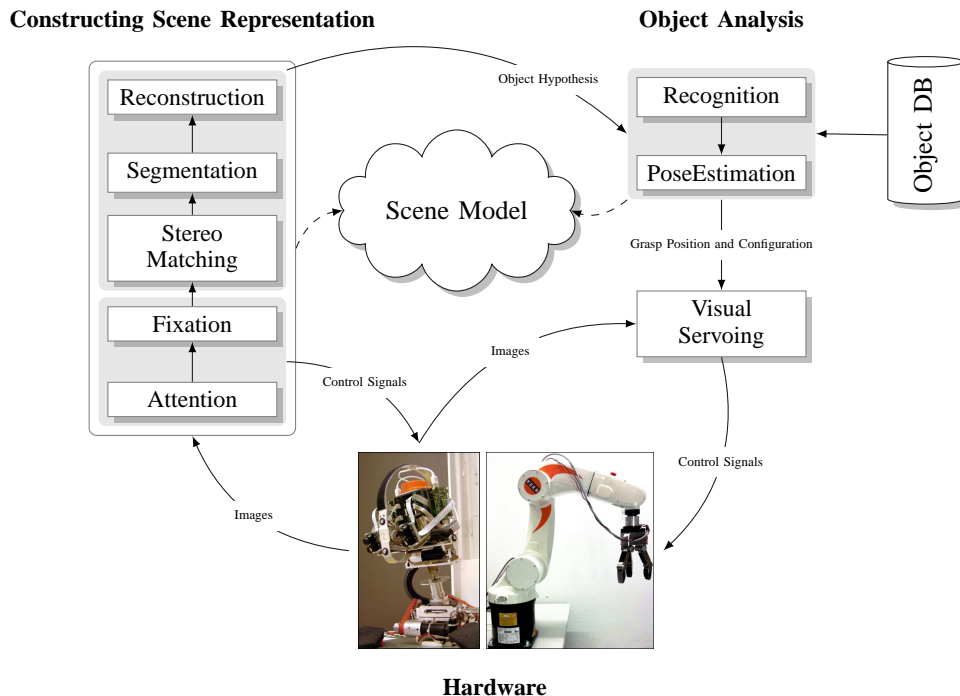 Constructing Scene Representation
Object Analysis
Reconstruction
Segmentation
Stereo
Matching
Fixation
Attention
Object Hypothesis
Recognition
PoseEstimation
Object DB
Scene Model
Grasp Position and Configuration
Visual
Servoing
Images
Control Signals
Control Signals
Images
Hardware